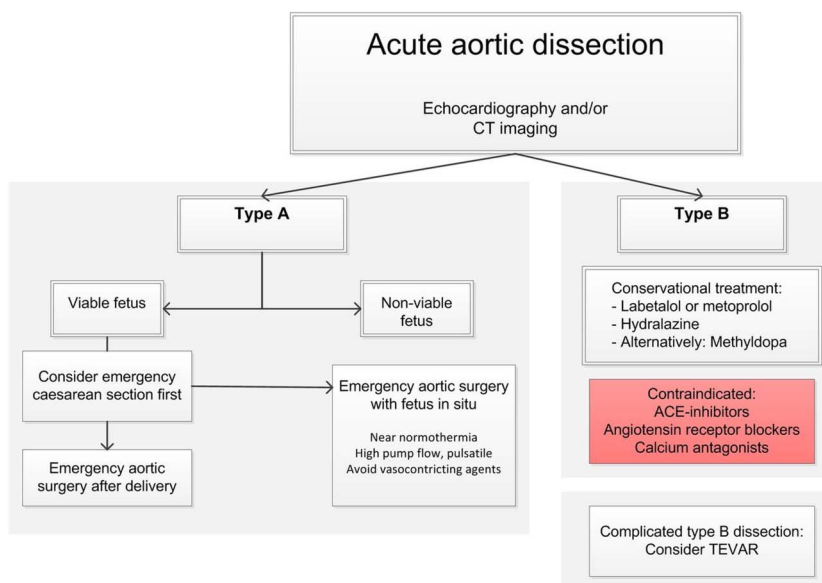 Acute aortic dissection
Echocardiography and/or
CT imaging
Type A
Viable fetus
Non-viable
fetus
Consider emergency
caesarean section first
Emergency aortic
surgery after delivery
Emergency aortic surgery
with fetus in situ
Near normothermia
High pump flow, pulsatile
Avoid vasocontricting agents
Type B
Conservational treatment:
- Labetalol or metoprolol
- Hydralazine
- Alternatively: Methyldopa
Contraindicated:
ACE-inhibitors
Angiotensin receptor blockers
Calcium antagonists
Complicated type B dissection:
Consider TEVAR